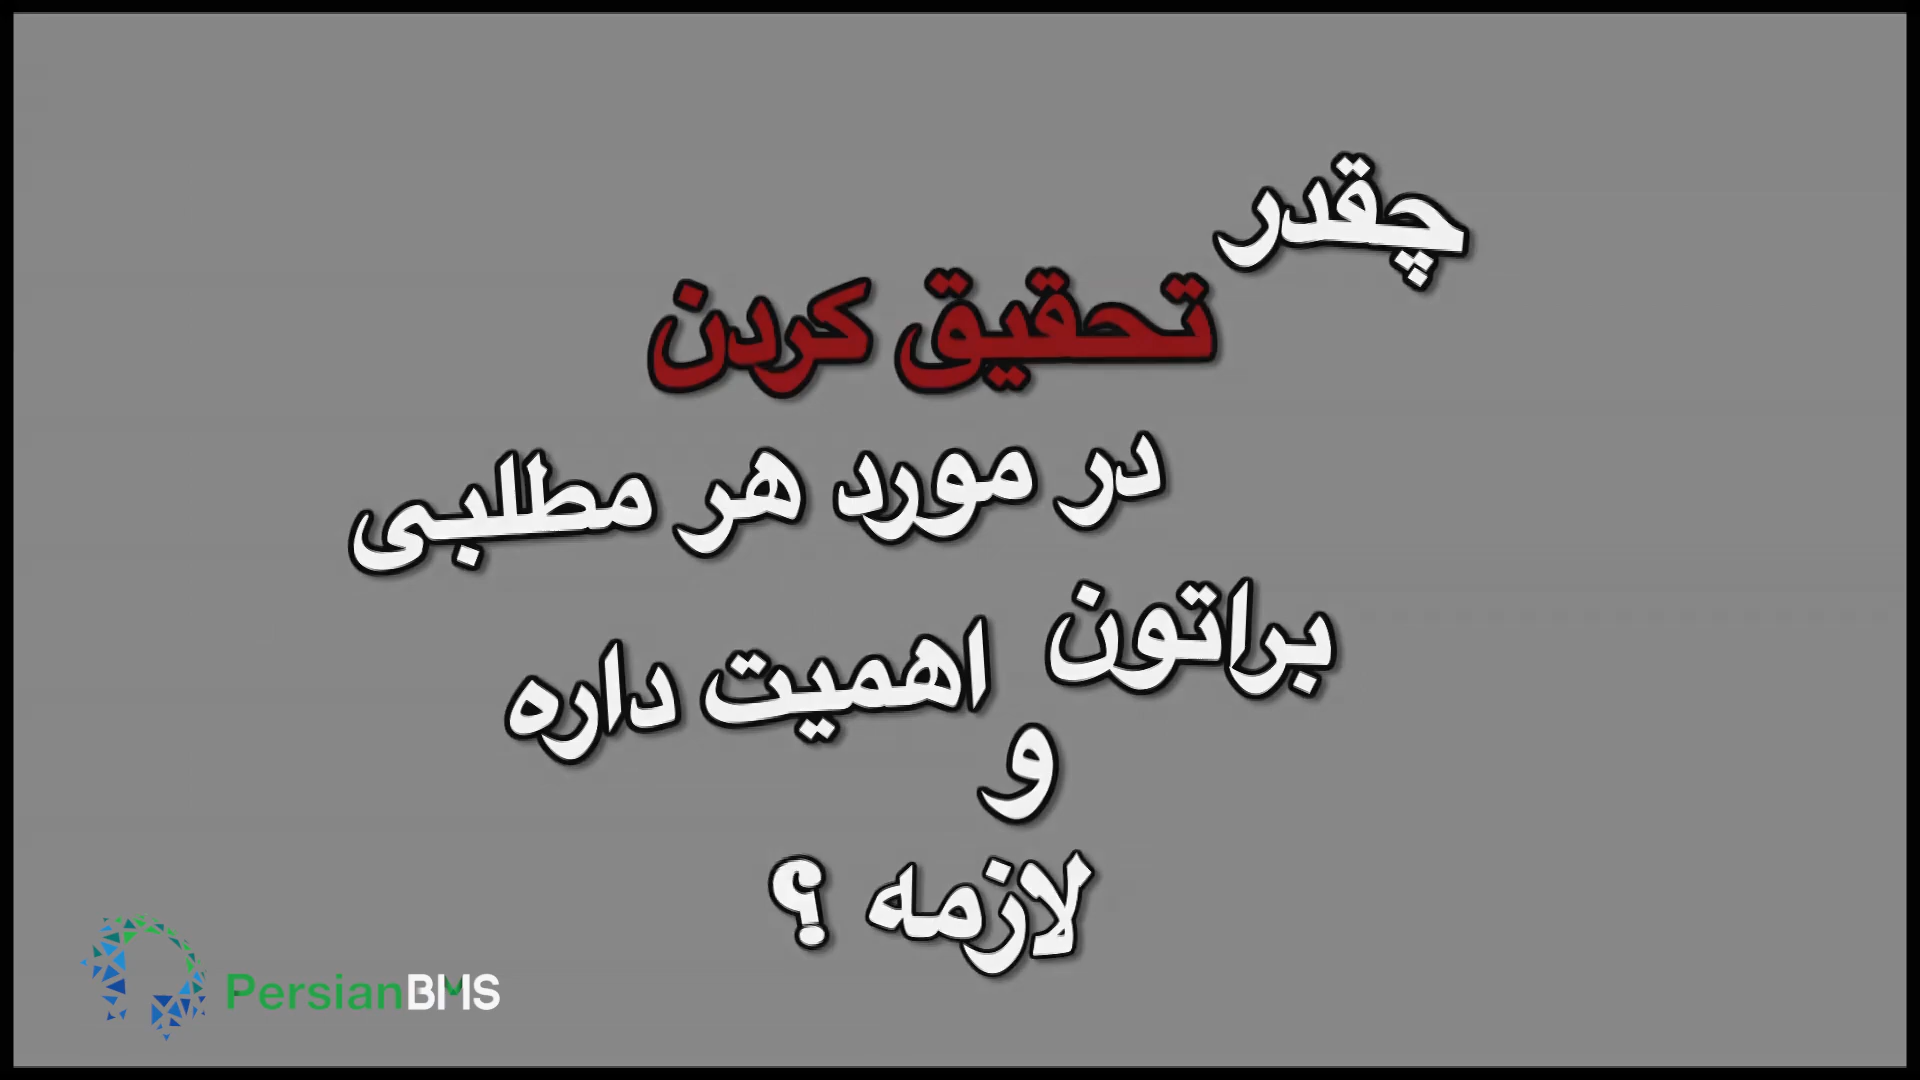 چقدر
تحقیق کردن
در مورد هر مطلبی
براتون اهمیت داره
و
لازمه ؟
PersianBMS